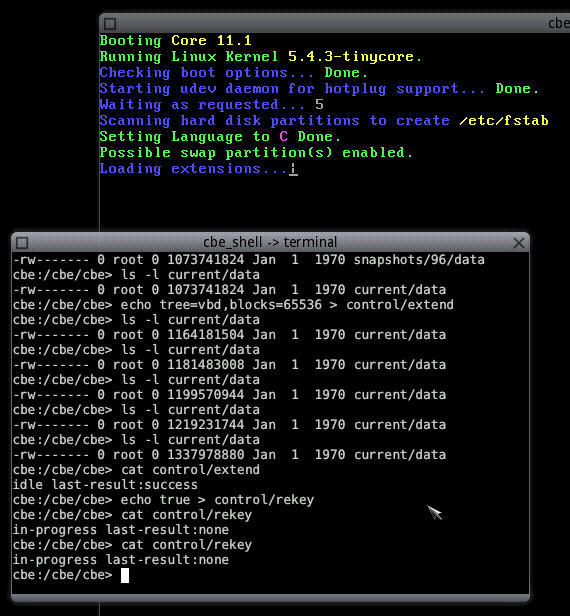 cbe
Booting Core 11.1
Running Linux Kernel 5.4.3-tinycore.
Checking boot options... Done.
Starting udev daemon for hotplug support... Done.
Waiting as requested... 5
Scanning hard disk partitions to create /etc/fstab
Setting Language to C Done.
Possible swap partition(s) enabled.
Loading extensions...
cbe_shell -> terminal
-rw------- 0 root 0 1073741824 Jan  1  1970 snapshots/96/data
cbe:/cbe/cbe> ls -l current/data
-rw------- 0 root 0 1073741824 Jan  1  1970 current/data
cbe:/cbe/cbe> echo tree=vbd,blocks=65536 > control/extend
cbe:/cbe/cbe> ls -l current/data
-rw------- 0 root 0 1164181504 Jan  1  1970 current/data
cbe:/cbe/cbe> ls -l current/data
-rw------- 0 root 0 1181483008 Jan  1  1970 current/data
cbe:/cbe/cbe> ls -l current/data
-rw------- 0 root 0 1199570944 Jan  1  1970 current/data
cbe:/cbe/cbe> ls -l current/data
-rw------- 0 root 0 1219231744 Jan  1  1970 current/data
cbe:/cbe/cbe> ls -l current/data
-rw------- 0 root 0 1337978880 Jan  1  1970 current/data
cbe:/cbe/cbe> cat control/extend
idle last-result:success
cbe:/cbe/cbe> echo true > control/rekey
cbe:/cbe/cbe> cat control/rekey
in-progress last-result:none
cbe:/cbe/cbe> cat control/rekey
in-progress last-result:none
cbe:/cbe/cbe>